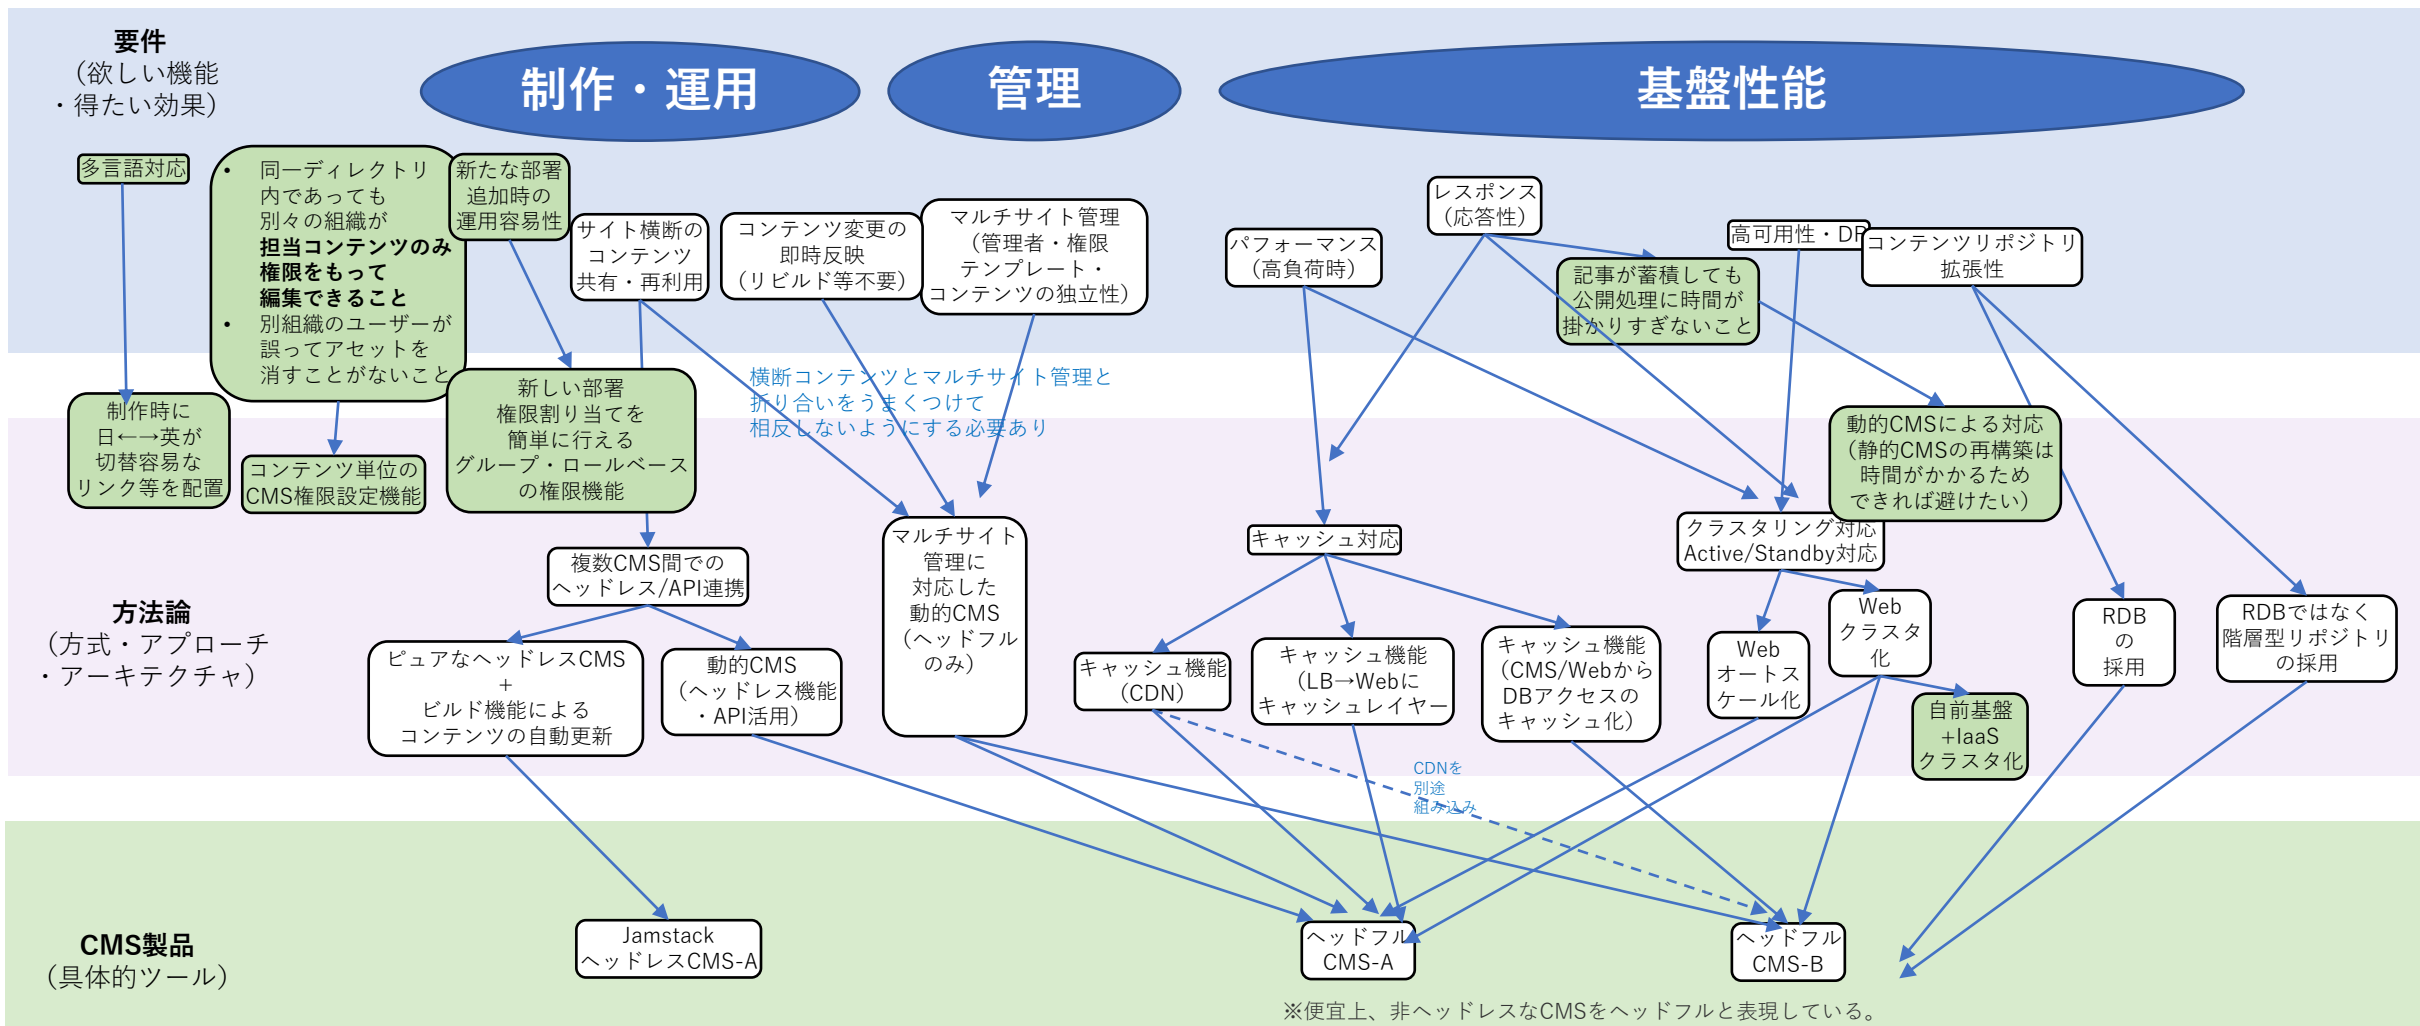 要件
（欲しい機能
・得たい効果）
制作・運用
管理
基盤性能
多言語対応
• 同一ディレクトリ
内であっても
別々の組織が
担当コンテンツのみ
権限をもって
編集できること
• 別組織のユーザーが
誤ってアセットを
消すことがないこと
新たな部署
追加時の
運用容易性
サイト横断の
コンテンツ
共有・再利用
コンテンツ変更の
即時反映
（リビルド等不要）
マルチサイト管理
（管理者・権限
テンプレート・
コンテンツの独立性）
パフォーマンス
（高負荷時）
レスポンス
（応答性）
記事が蓄積しても
公開処理に時間が
掛かりすぎないこと
高可用性・DR
コンテンツリポジトリ
拡張性
横断コンテンツとマルチサイト管理と
折り合いをうまくつけて
相反しないようにする必要あり
方法論
（方式・アプローチ
・アーキテクチャ）
制作時に
日←→英が
切替容易な
リンク等を配置
コンテンツ単位の
CMS権限設定機能
新しい部署
権限割り当てを
簡単に行える
グループ・ロールベース
の権限機能
複数CMS間での
ヘッドレス/API連携
ピュアなヘッドレスCMS
+
ビルド機能による
コンテンツの自動更新
動的CMS
（ヘッドレス機能
・API活用）
マルチサイト
管理に
対応した
動的CMS
（ヘッドフル
のみ）
キャッシュ対応
キャッシュ機能
（CDN）
キャッシュ機能
（LB→Webに
キャッシュレイヤー
キャッシュ機能
（CMS/Webから
DBアクセスの
キャッシュ化）
クラスタリング対応
Active/Standby対応
動的CMSによる対応
（静的CMSの再構築は
時間がかかるため
できれば避けたい）
Web
オートス
ケール化
Web
クラスタ
化
自前基盤
+IaaS
クラスタ化
RDB
の
採用
RDBではなく
階層型リポジトリ
の採用
CDNを
別途
組み込み
CMS製品
（具体的ツール）
Jamstack
ヘッドレスCMS-A
ヘッドフル
CMS-A
ヘッドフル
CMS-B
※便宜上、非ヘッドレスなCMSをヘッドフルと表現している。